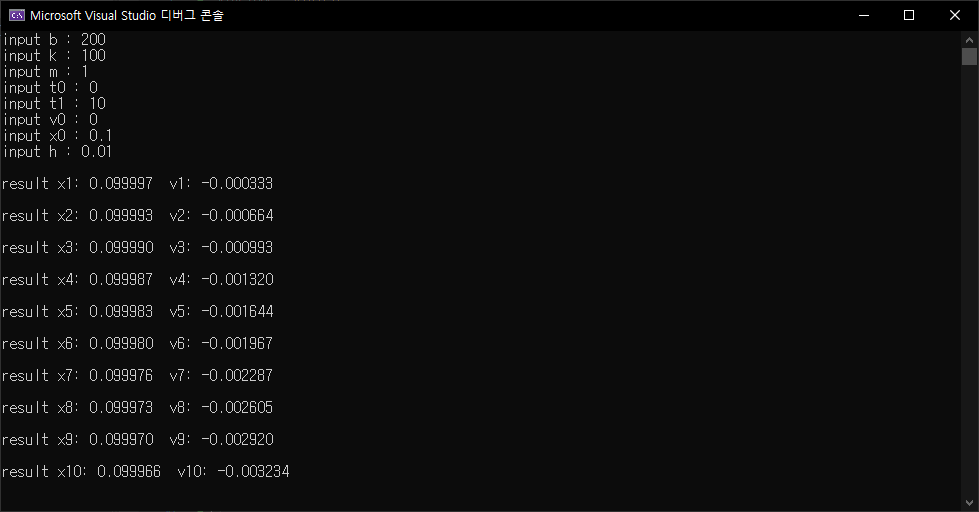 Microsoft Visual Studio 디버그 콘솔
input b : 200
input k : 100
input m : 1
input t0 : 0
input t1 : 10
input v0 : 0
input x0 : 0.1
input h : 0.01
result x1: 0.099997  v1: -0.000333
result x2: 0.099993  v2: -0.000664
result x3: 0.099990  v3: -0.000993
result x4: 0.099987  v4: -0.001320
result x5: 0.099983  v5: -0.001644
result x6: 0.099980  v6: -0.001967
result x7: 0.099976  v7: -0.002287
result x8: 0.099973  v8: -0.002605
result x9: 0.099970  v9: -0.002920
result x10: 0.099966  v10: -0.003234